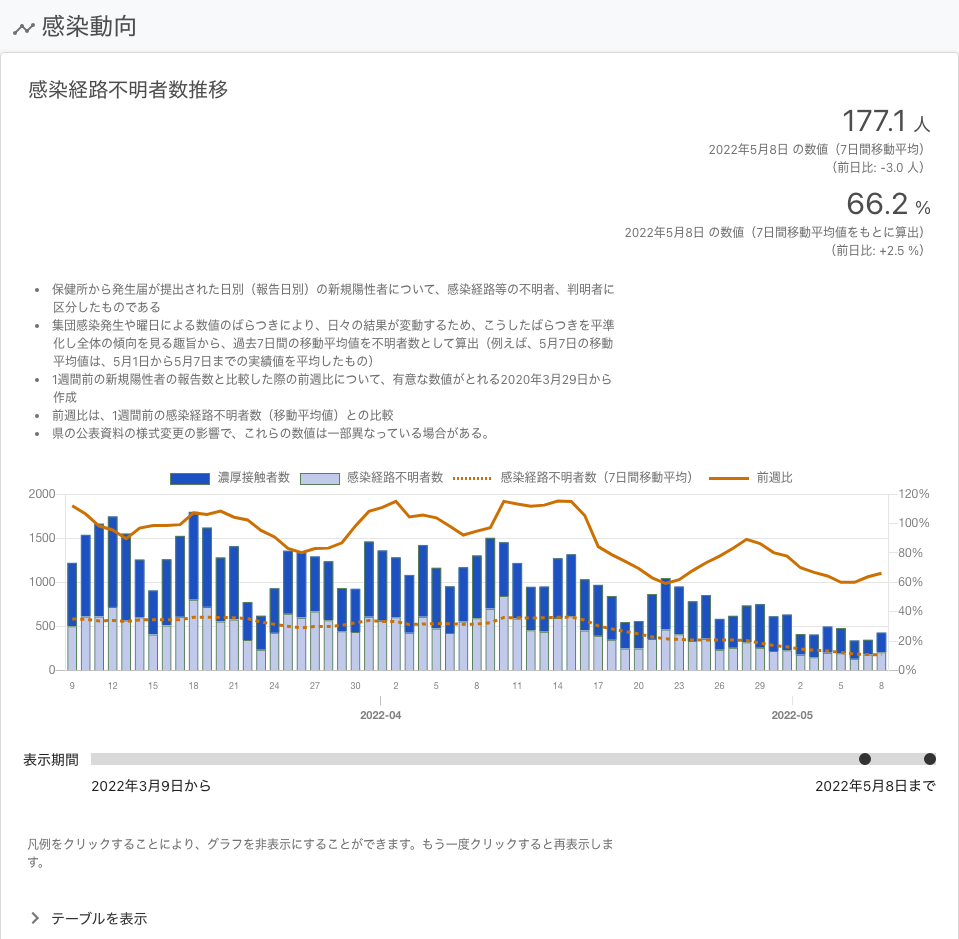 感染動向
感染経路不明者数推移
177.1 人
2022年5月8日 の数値（7日間移動平均）
（前日比: -3.0 人）
66.2 %
2022年5月8日 の数値（7日間移動平均値をもとに算出）
（前日比: +2.5 %）
• 保健所から発生届が提出された日別（報告日別）の新規陽性者について、感染経路等の不明者、判明者に
区分したものである
• 集団感染発生や曜日による数値のばらつきにより、日々の結果が変動するため、こうしたばらつきを平準
化し全体の傾向を見る趣旨から、過去7日間の移動平均値を不明者数として算出（例えば、5月7日の移動
平均値は、5月1日から5月7日までの実績値を平均したもの）
• 1週間前の新規陽性者の報告数と比較した際の前週比について、有意な数値がとれる2020年3月29日から
作成
• 前週比は、1週間前の感染経路不明者数（移動平均値）との比較
• 県の公表資料の様式変更の影響で、これらの数値は一部異なっている場合がある。
濃厚接触者数 感染経路不明者数 感染経路不明者数（7日間移動平均） 前週比
2000 120%
100%
1500
80%
1000 60%
40%
500
20%
0 0%
9 12 15 18 21 24 27 30 2 5 8 11 14 17 20 23 26 29 2 5 8
2022-04 2022-05
表示期間
2022年3月9日から 2022年5月8日まで
凡例をクリックすることにより、グラフを非表示にすることができます。もう一度クリックすると再表示しま
す。
テーブルを表示